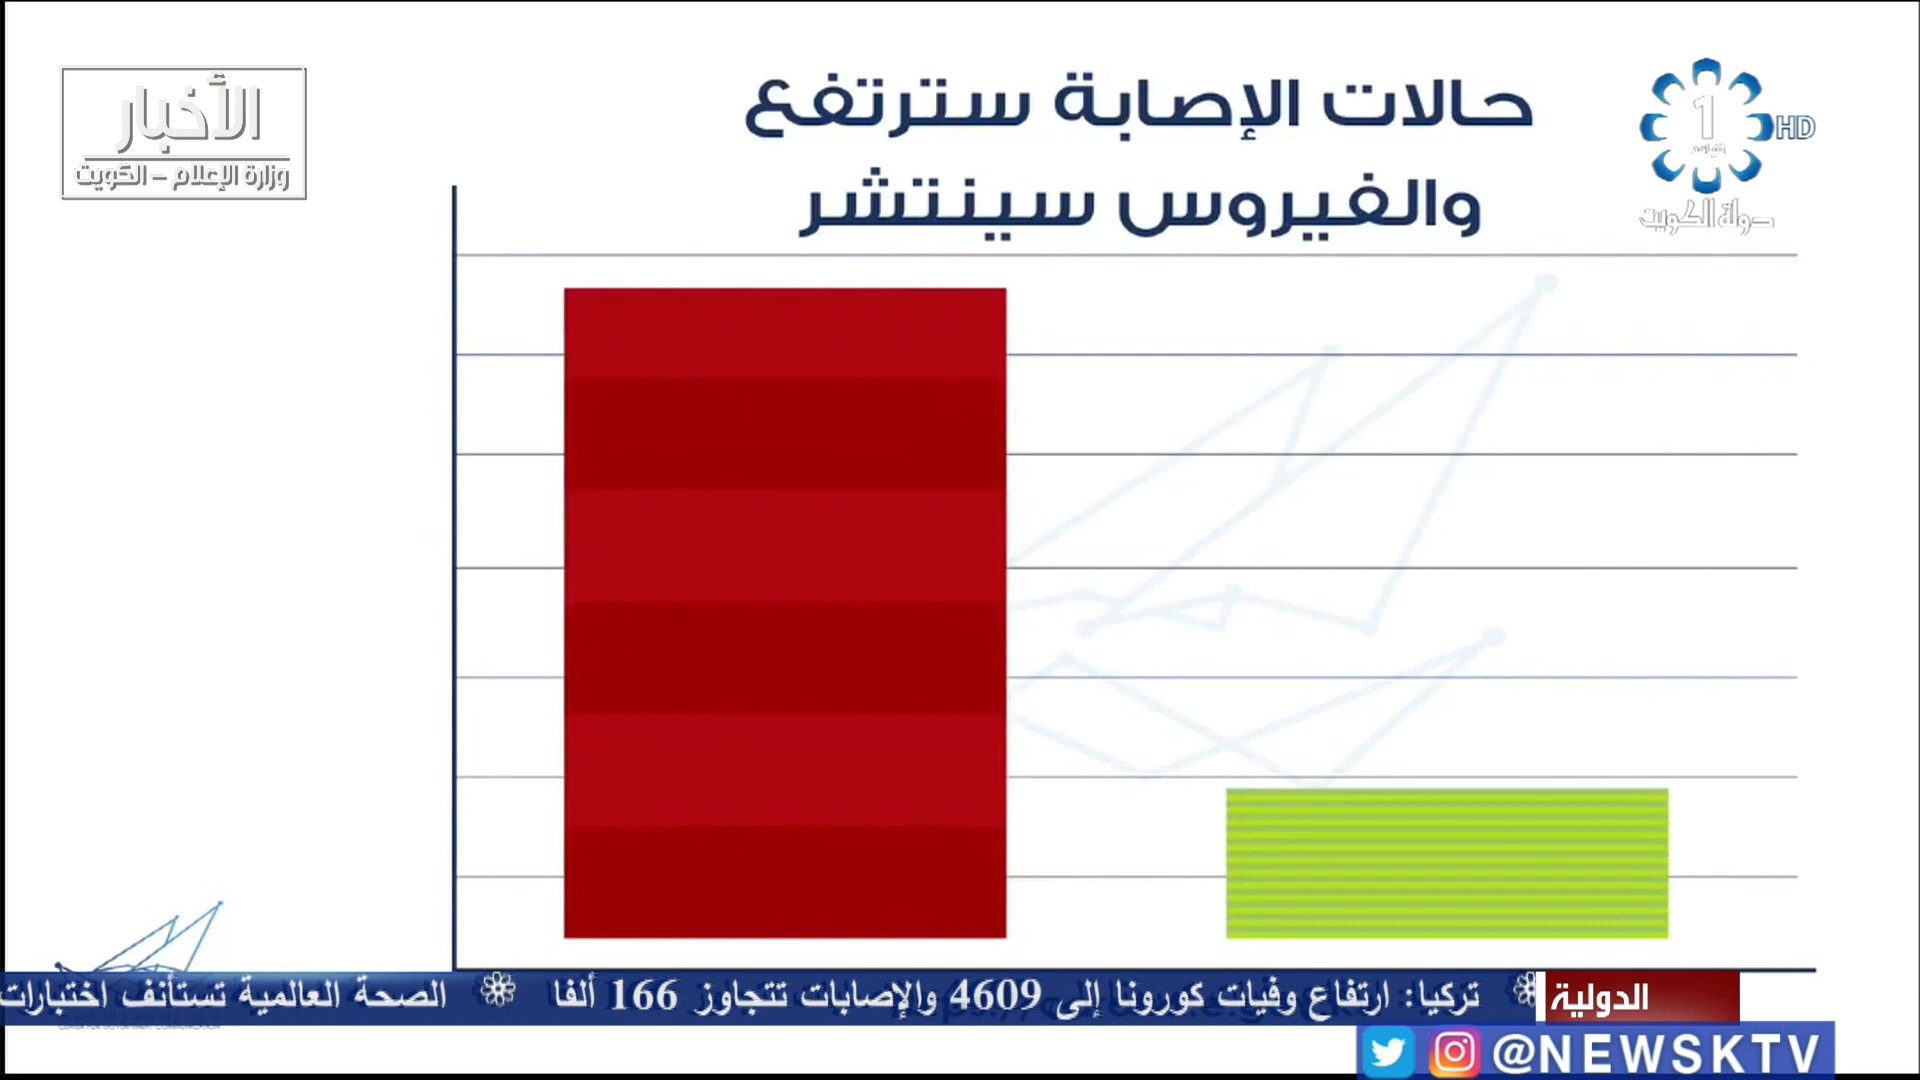 حالات الإصابة سترتفع
والفيروس سينتشر
الأخبار
وزارة الإعلام – الكويت
1
HD
دولة الكويت
الدولية
تركيا: ارتفاع وفيات كورونا إلى 4609 والإصابات تتجاوز 166 ألفا
الصحة العالمية تستأنف اختبارات
@NEWSKTV